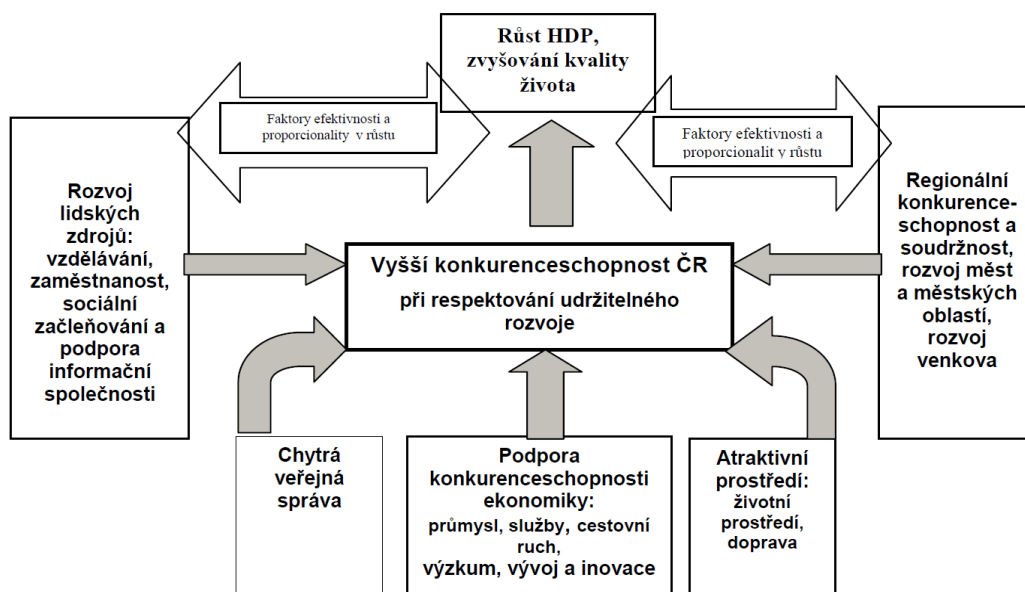 Růst HDP,
zvyšování kvality
života
Faktory efektivnosti a
proporcionality v růstu
Faktory efektivnosti a
proporcionalit y růstu
Rozvoj
lidských
zdrojů:
vzdělávání,
zaměstnanost,
sociální
začleňování a
podpora
informační
společnosti
Vyšší konkurenceschopnost ČR
při respektování udržitelného
rozvoje
Regionální
konkurence-
schopnost a
soudržnost,
rozvoj měst
a městských
oblastí,
rozvoj
venkova
Chytrá
veřejná
správa
Podpora
konkurenceschopnosti
ekonomiky:
průmysl, služby, cestovní
ruch,
výzkum, vývoj a inovace
Atraktivní
prostředí:
životní
prostředí,
doprava